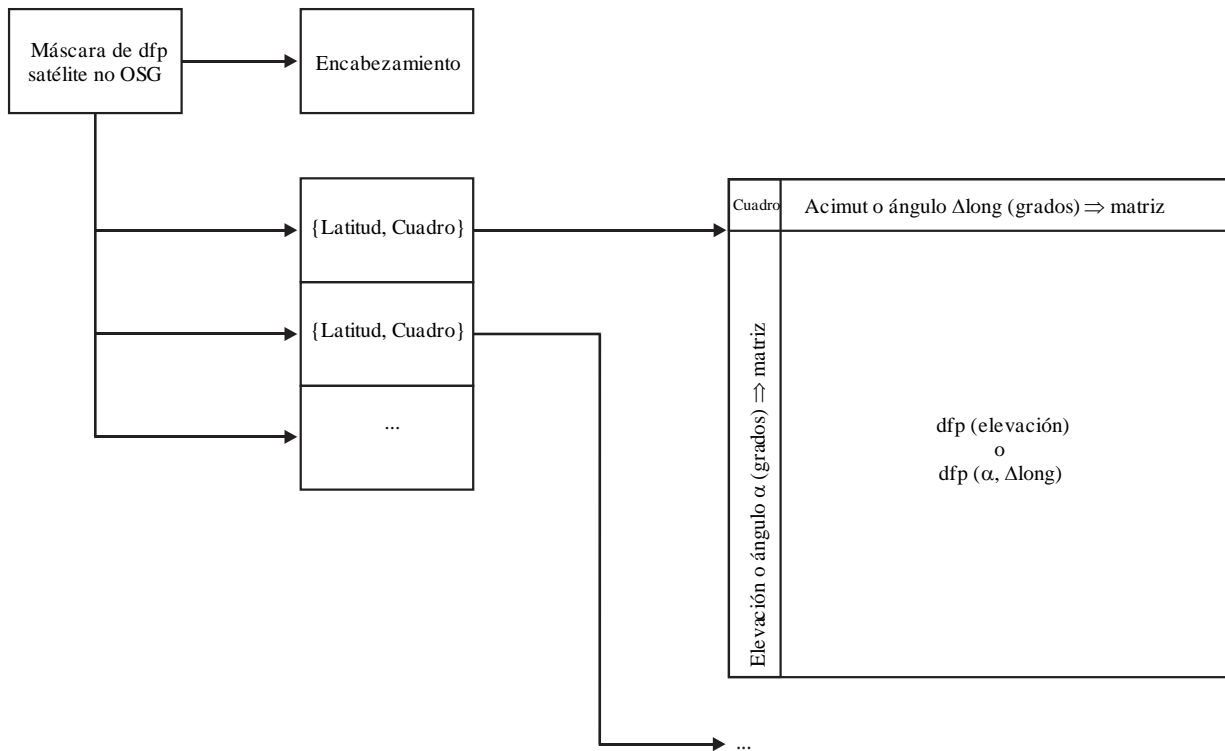 Máscara de dfp
satélite no OSG
Encabezamiento
{Latitud, Cuadro}
{Latitud, Cuadro}
...
Cuadro
Acimut o ángulo Δlong (grados) ⇒ matriz
Elevación o ángulo α (grados) ⇒ matriz
dfp (elevación)
o
dfp (α, Δlong)
...